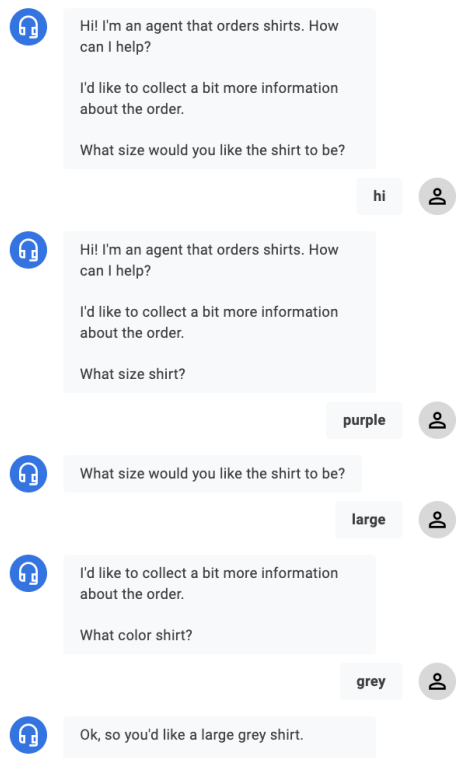 Hi! I'm an agent that orders shirts. How
can I help?
I'd like to collect a bit more information
about the order.
What size would you like the shirt to be?
hi
Hi! I'm an agent that orders shirts. How
can I help?
I'd like to collect a bit more information
about the order.
What size shirt?
purple
What size would you like the shirt to be?
large
I'd like to collect a bit more information
about the order.
What color shirt?
grey
Ok, so you'd like a large grey shirt.